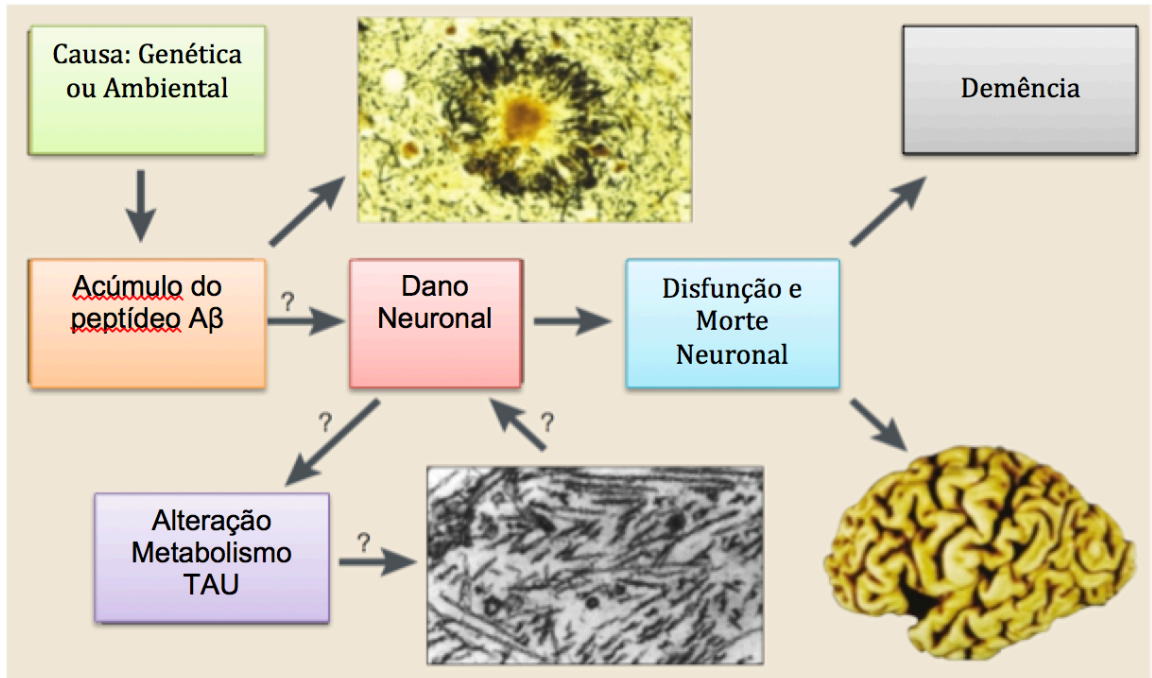 Causa: Genética
ou Ambiental
Demência
Acúmulo do
peptídeo Aβ
?
Dano
Neuronal
Disfunção e
Morte
Neuronal
?
?
Alteração
Metabolismo
TAU
?